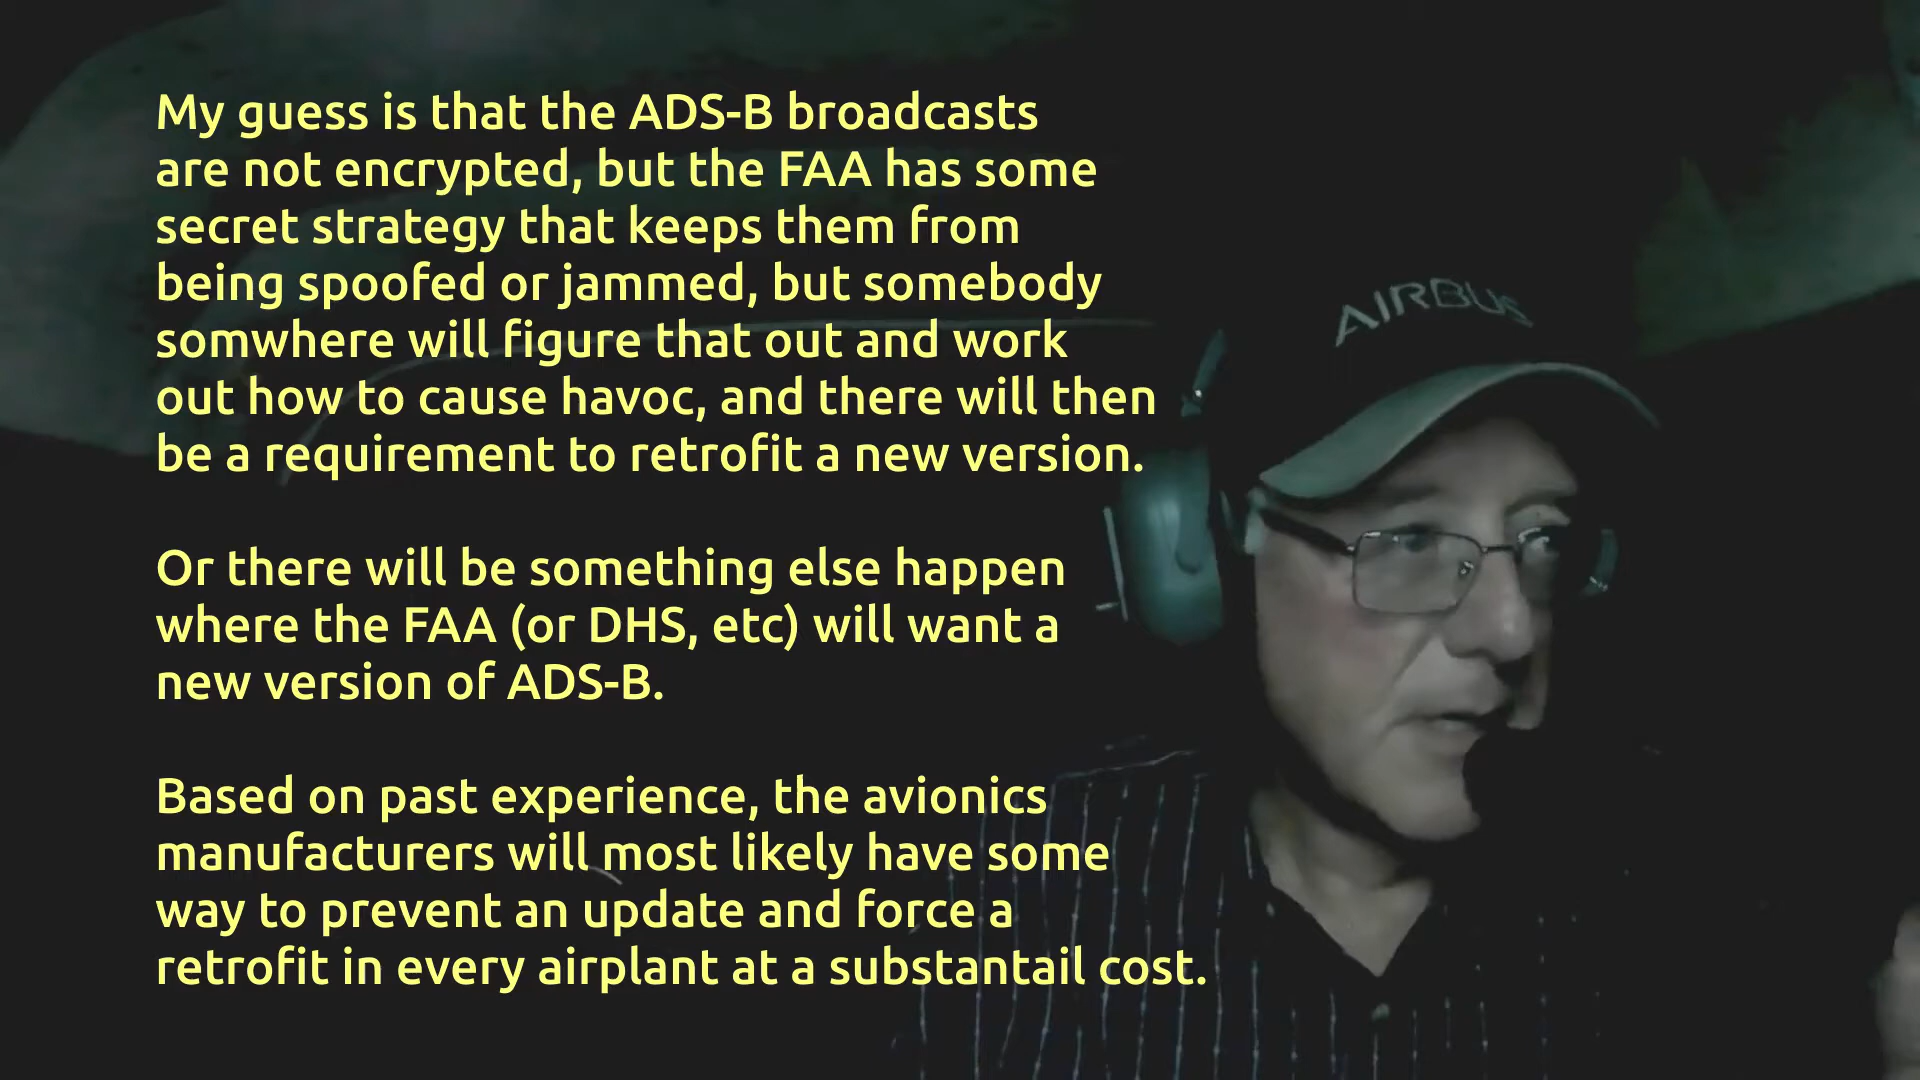 My guess is that the ADS-B broadcasts
are not encrypted, but the FAA has some
secret strategy that keeps them from
being spoofed or jammed, but somebody
somwhere will figure that out and work
out how to cause havoc, and there will then
be a requirement to retrofit a new version.
Or there will be something else happen
where the FAA (or DHS, etc) will want a
new version of ADS-B.
Based on past experience, the avionics
manufacturers will most likely have some
way to prevent an update and force a
retrofit in every airplant at a substantail cost.
AIRBUS